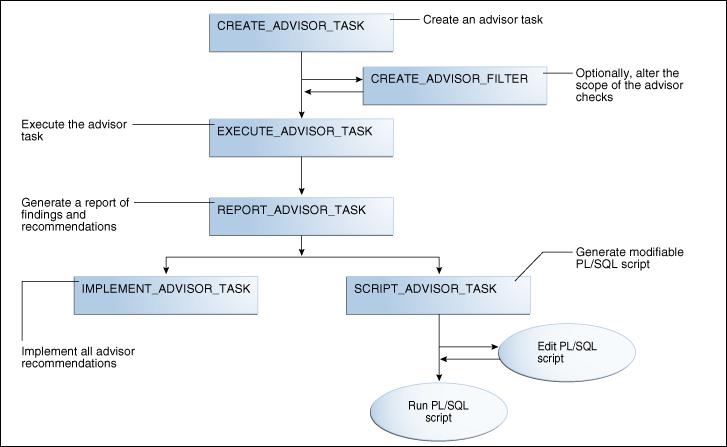 CREATE_ADVISOR_TASK
Create an advisor task
CREATE_ADVISOR_FILTER
Optionally, alter the
scope of the advisor
checks
Execute the advisor
task
EXECUTE_ADVISOR_TASK
Generate a report of
findings and
recommendations
REPORT_ADVISOR_TASK
Generate modifiable
PL/SQL script
IMPLEMENT_ADVISOR_TASK
SCRIPT_ADVISOR_TASK
Implement all advisor
recommendations
Edit PL/SQL
script
Run PL/SQL
script